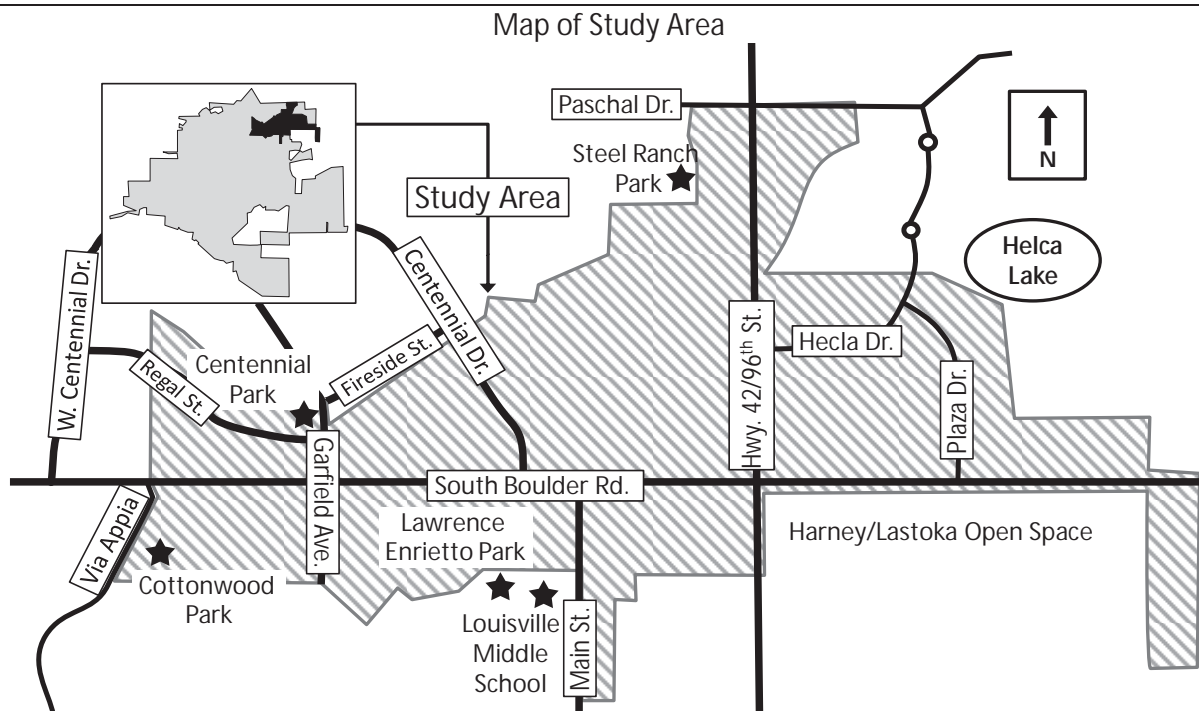 Map of Study Area
Paschal Dr.
N
Steel Ranch
Park
Study Area
Helca
Lake
W. Centennial Dr.
Centennial Dr.
Hwy. 42/96th St.
Hecla Dr.
Fireside St.
Centennial
Park
Regal St.
Plaza Dr.
Garfield Ave.
South Boulder Rd.
Via Appia
Lawrence
Enrietto Park
Harney/Lastoka Open Space
Cottonwood
Park
Louisville
Middle
School
Main St.